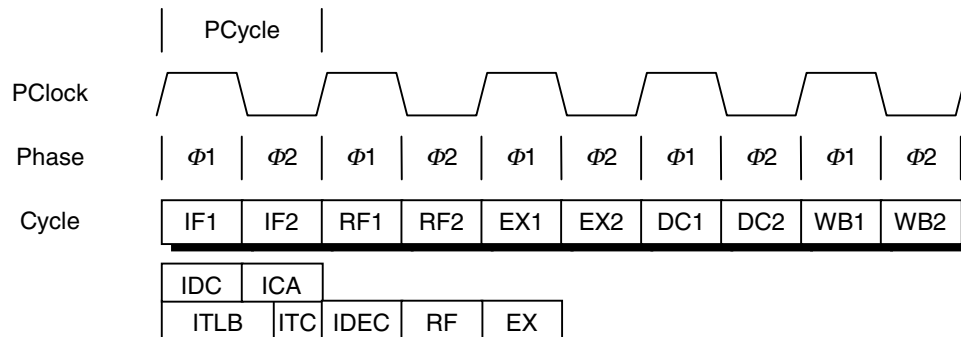 PCycle
PClock
Phase Φ1 Φ2 Φ1 Φ2 Φ1 Φ2 Φ1 Φ2 Φ1 Φ2
Cycle IF1 IF2 RF1 RF2 EX1 EX2 DC1 DC2 WB1 WB2
IDC ICA
ITLB ITC IDEC RF EX